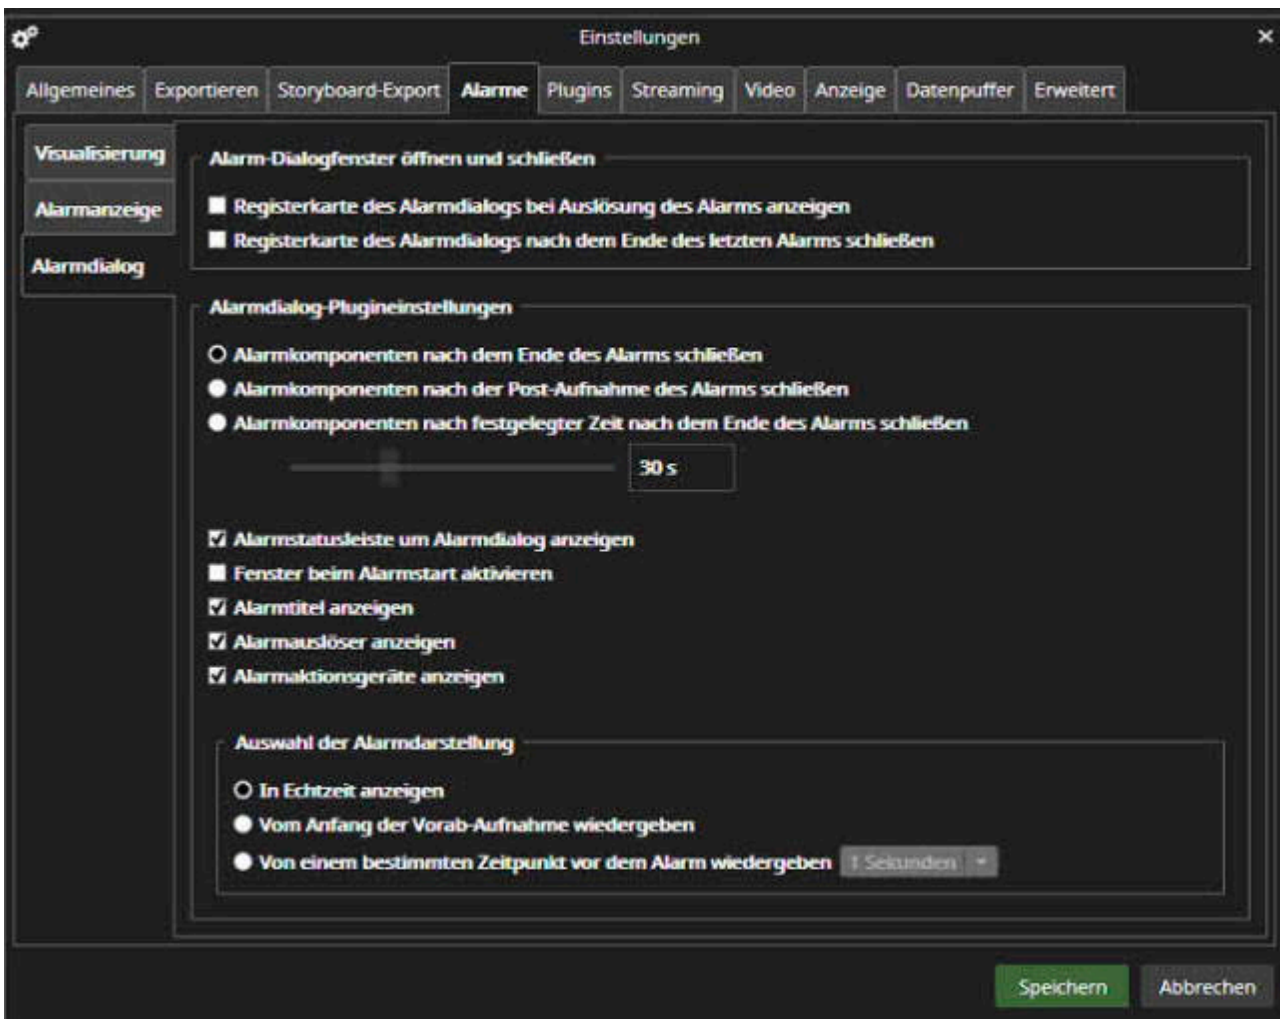 Einstellungen
Allgemeines Exportieren Storyboard-Export Alarme Plugins Streaming Video Anzeige Datenpuffer Erweitert
Visualisierung
Alarmanzeige
Alarmdialog
Alarm-Dialogfenster öffnen und schließen
Registerkarte des Alarmdialogs bei Auslösung des Alarms anzeigen
Registerkarte des Alarmdialogs nach dem Ende des letzten Alarms schließen
Alarmdialog-Plugineinstellungen
Alarmkomponenten nach dem Ende des Alarms schließen
Alarmkomponenten nach der Post-Aufnahme des Alarms schließen
Alarmkomponenten nach festgelegter Zeit nach dem Ende des Alarms schließen
30 s
Alarmstatusleiste um Alarmdialog anzeigen
Fenster beim Alarmstart aktivieren
Alarmtitel anzeigen
Alarmauslöser anzeigen
Alarmaktionsgeräte anzeigen
Auswahl der Alarmdarstellung
In Echtzeit anzeigen
Vom Anfang der Vorab-Aufnahme wiedergeben
Von einem bestimmten Zeitpunkt vor dem Alarm wiedergeben 1 Sekunden
Speichern Abbrechen